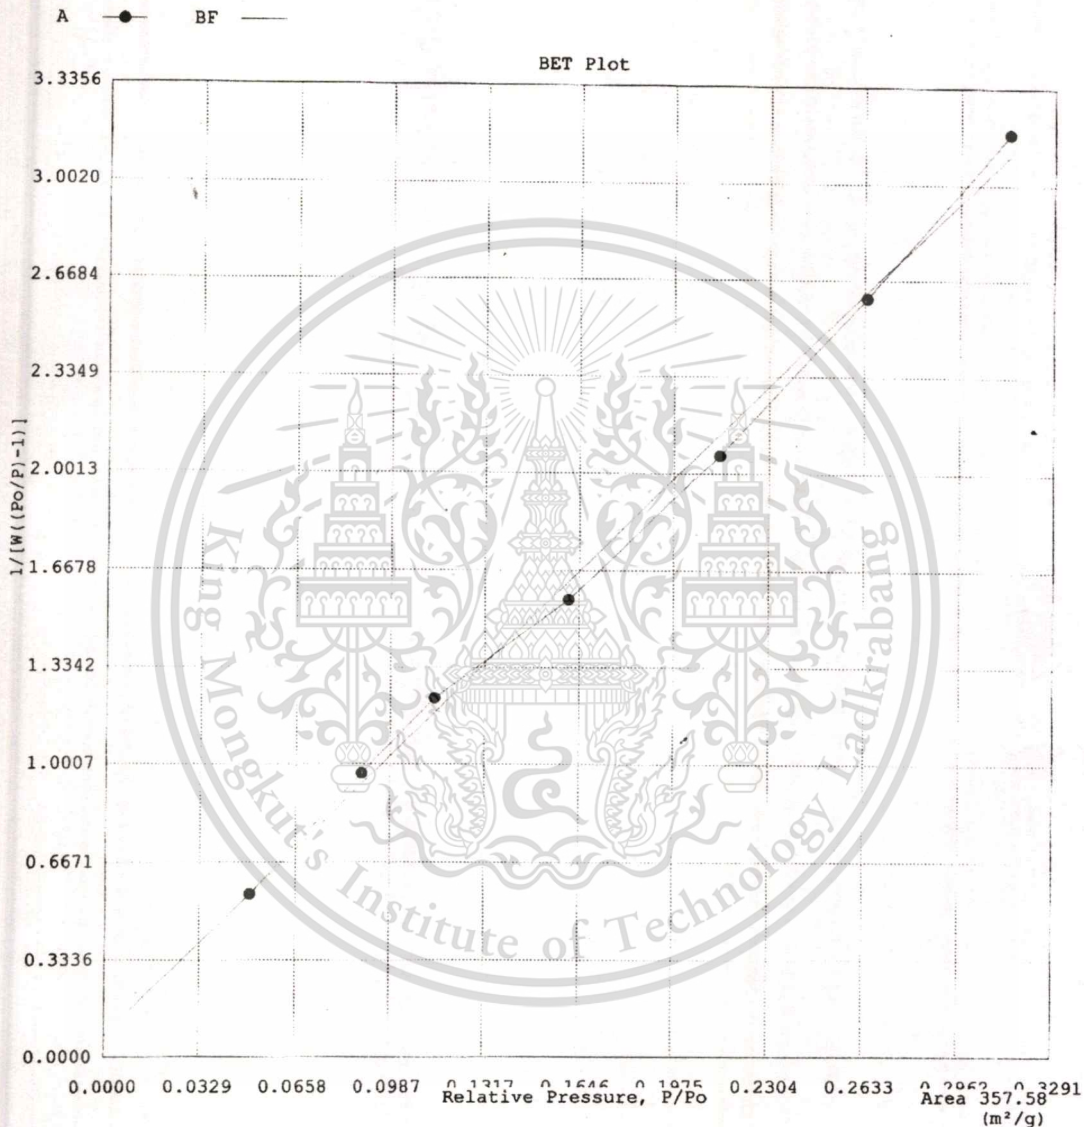 A BF
BET Plot
3.3356
3.0020
2.6684
2.3349
2.0013
1.6678
1.3342
1.0007
0.6671
0.3336
0.0000
1/[W((Po/P)-1)]
0.0000 0.0329 0.0658 0.0987 0.1317 0.1646 0.1975 0.2304 0.2633 0.2962 0.3291
Relative Pressure, P/Po
Area 357.58
(m²/g)
King Mongkut's Institute of Technology Ladkrabang